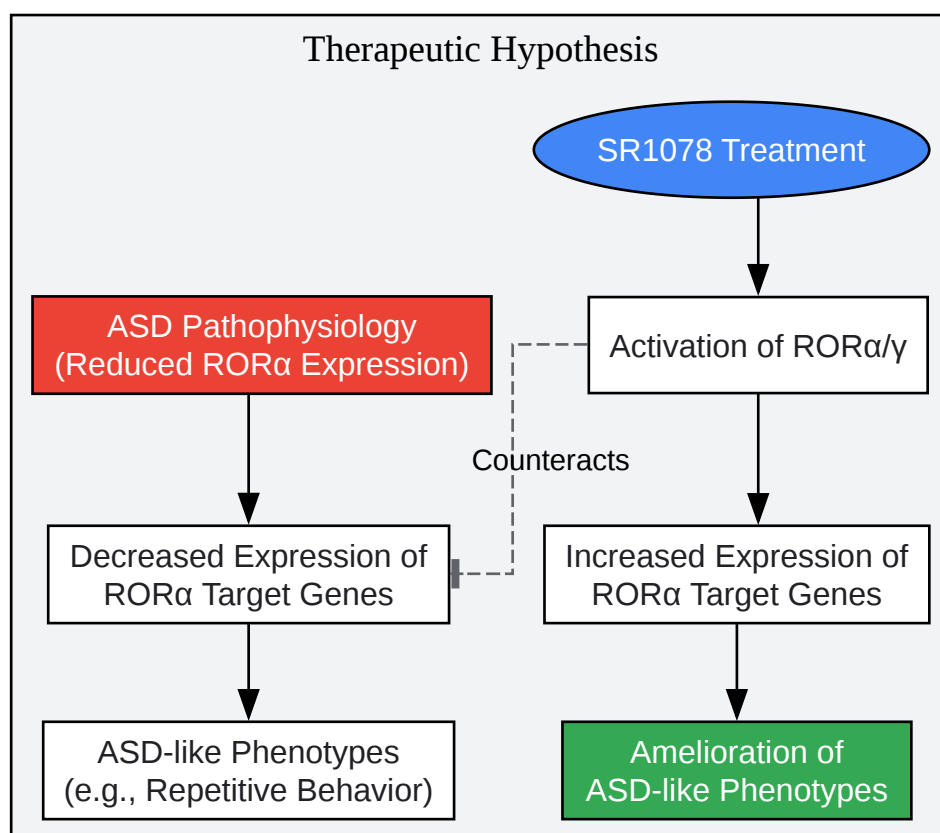 Therapeutic Hypothesis
SR1078 Treatment
ASD Pathophysiology
(Reduced RORα Expression)
Activation of RORα/γ
Counteracts
Decreased Expression of
RORα Target Genes
Increased Expression of
RORα Target Genes
ASD-like Phenotypes
(e.g., Repetitive Behavior)
Amelioration of
ASD-like Phenotypes